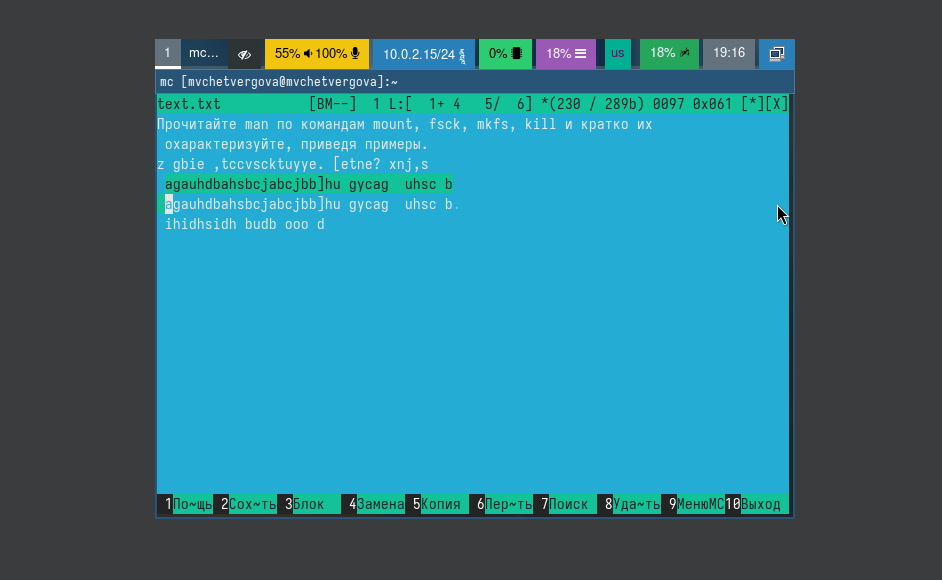 1 mc... 55% 100% 10.0.2.15/24 0% 18% us 18% 19:16
mc [mvchetvergova@mvchetvergova]:~
text.txt [BM--] 1 L:[ 1+ 4 5/ 6] *(230 / 289b) 0097 0x061 [*][X]
Прочитайте man по командам mount, fsck, mkfs, kill и кратко их
охарактеризуйте, приведя примеры.
z gbie ,tccvscktuyye. [etne? xnj,s
agauhdbahsbcjabcjbb]hu gycag uhsc b
agauhdbahsbcjabcjbb]hu gycag uhsc b.
ihidhsidh budb ooo d
1По~щь 2Сох~ть 3Блок 4Замена 5Копия 6Пер~ть 7Поиск 8Уда~ть 9МенюMC 10Выход